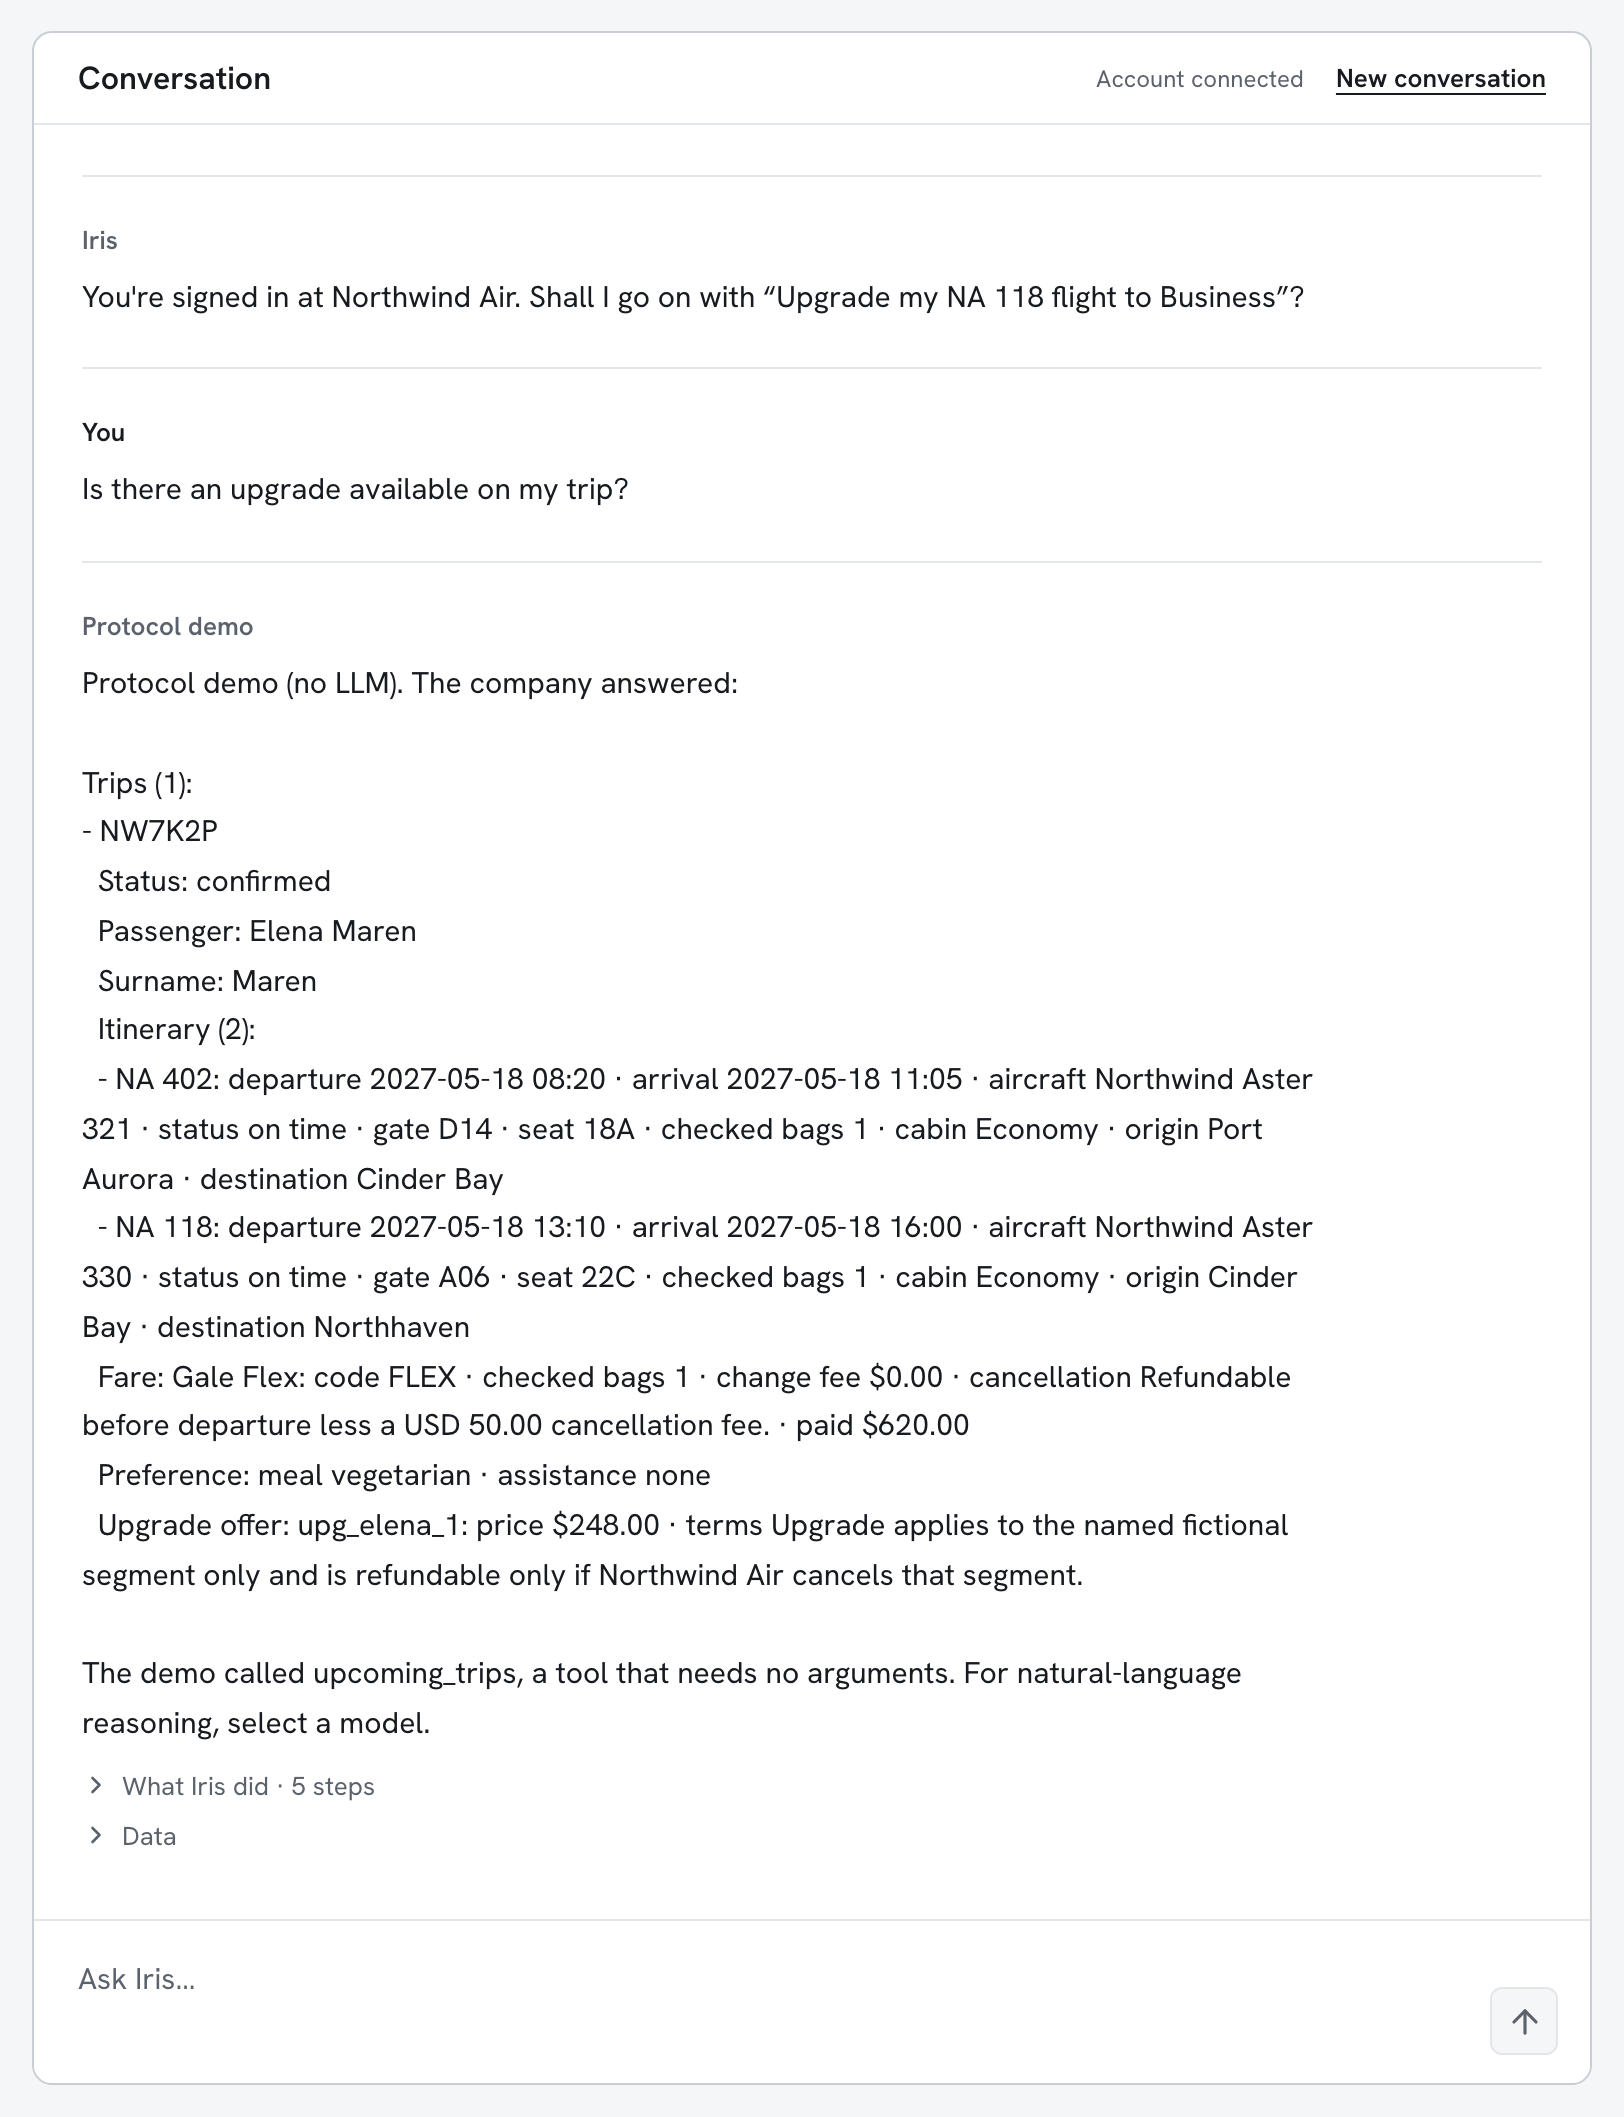 Conversation
Account connected
New conversation
Iris
You're signed in at Northwind Air. Shall I go on with “Upgrade my NA 118 flight to Business”?
You
Is there an upgrade available on my trip?
Protocol demo
Protocol demo (no LLM). The company answered:
Trips (1):
- NW7K2P
Status: confirmed
Passenger: Elena Maren
Surname: Maren
Itinerary (2):
- NA 402: departure 2027-05-18 08:20 · arrival 2027-05-18 11:05 · aircraft Northwind Aster
321 · status on time · gate D14 · seat 18A · checked bags 1 · cabin Economy · origin Port
Aurora · destination Cinder Bay
- NA 118: departure 2027-05-18 13:10 · arrival 2027-05-18 16:00 · aircraft Northwind Aster
330 · status on time · gate A06 · seat 22C · checked bags 1 · cabin Economy · origin Cinder
Bay · destination Northhaven
Fare: Gale Flex: code FLEX · checked bags 1 · change fee $0.00 · cancellation Refundable
before departure less a USD 50.00 cancellation fee. · paid $620.00
Preference: meal vegetarian · assistance none
Upgrade offer: upg_elena_1: price $248.00 · terms Upgrade applies to the named fictional
segment only and is refundable only if Northwind Air cancels that segment.
The demo called upcoming_trips, a tool that needs no arguments. For natural-language
reasoning, select a model.
What Iris did · 5 steps
Data
Ask Iris...